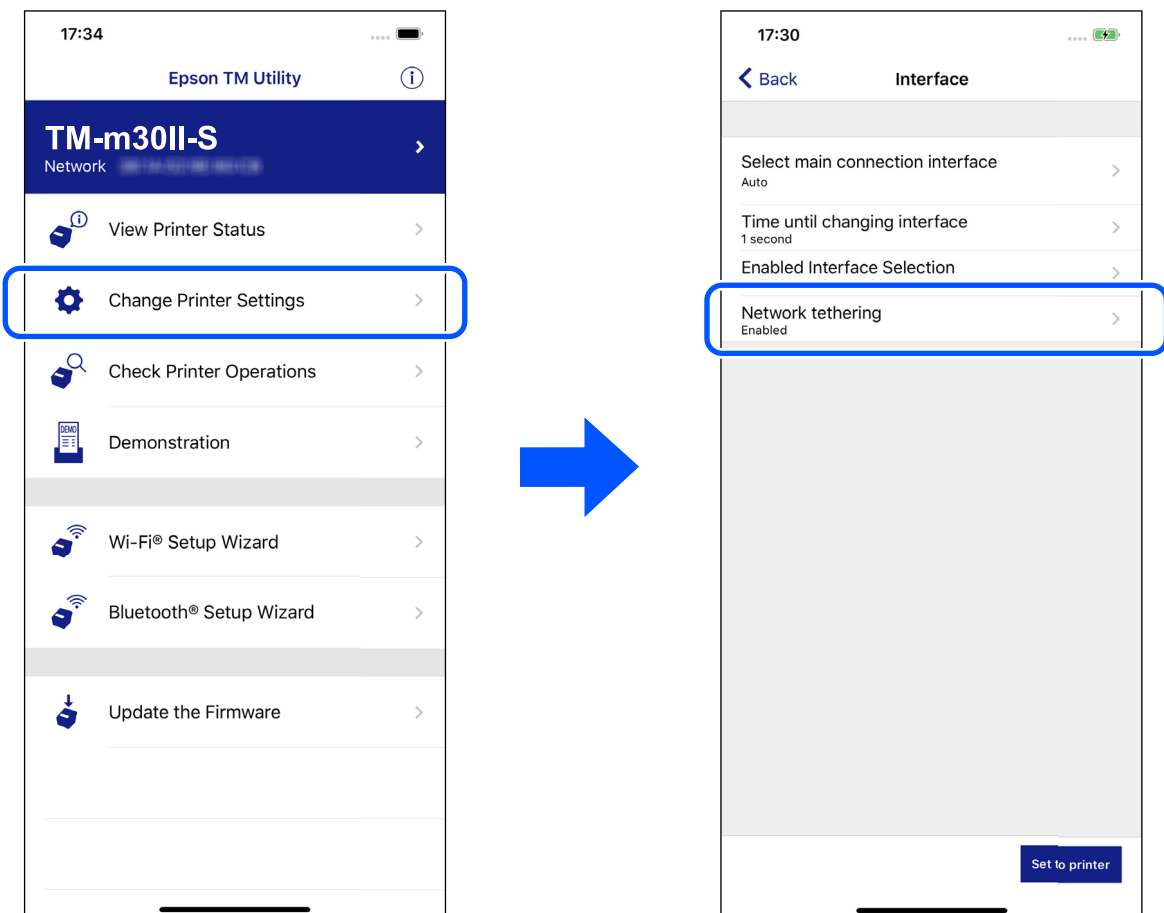 17:34
Epson TM Utility
TM-m30II-S
Network
View Printer Status
Change Printer Settings
Check Printer Operations
DEMO
Demonstration
Wi-Fi® Setup Wizard
Bluetooth® Setup Wizard
Update the Firmware
17:30
Back
Interface
Select main connection interface
Auto
Time until changing interface
1 second
Enabled Interface Selection
Network tethering
Enabled
Set to printer